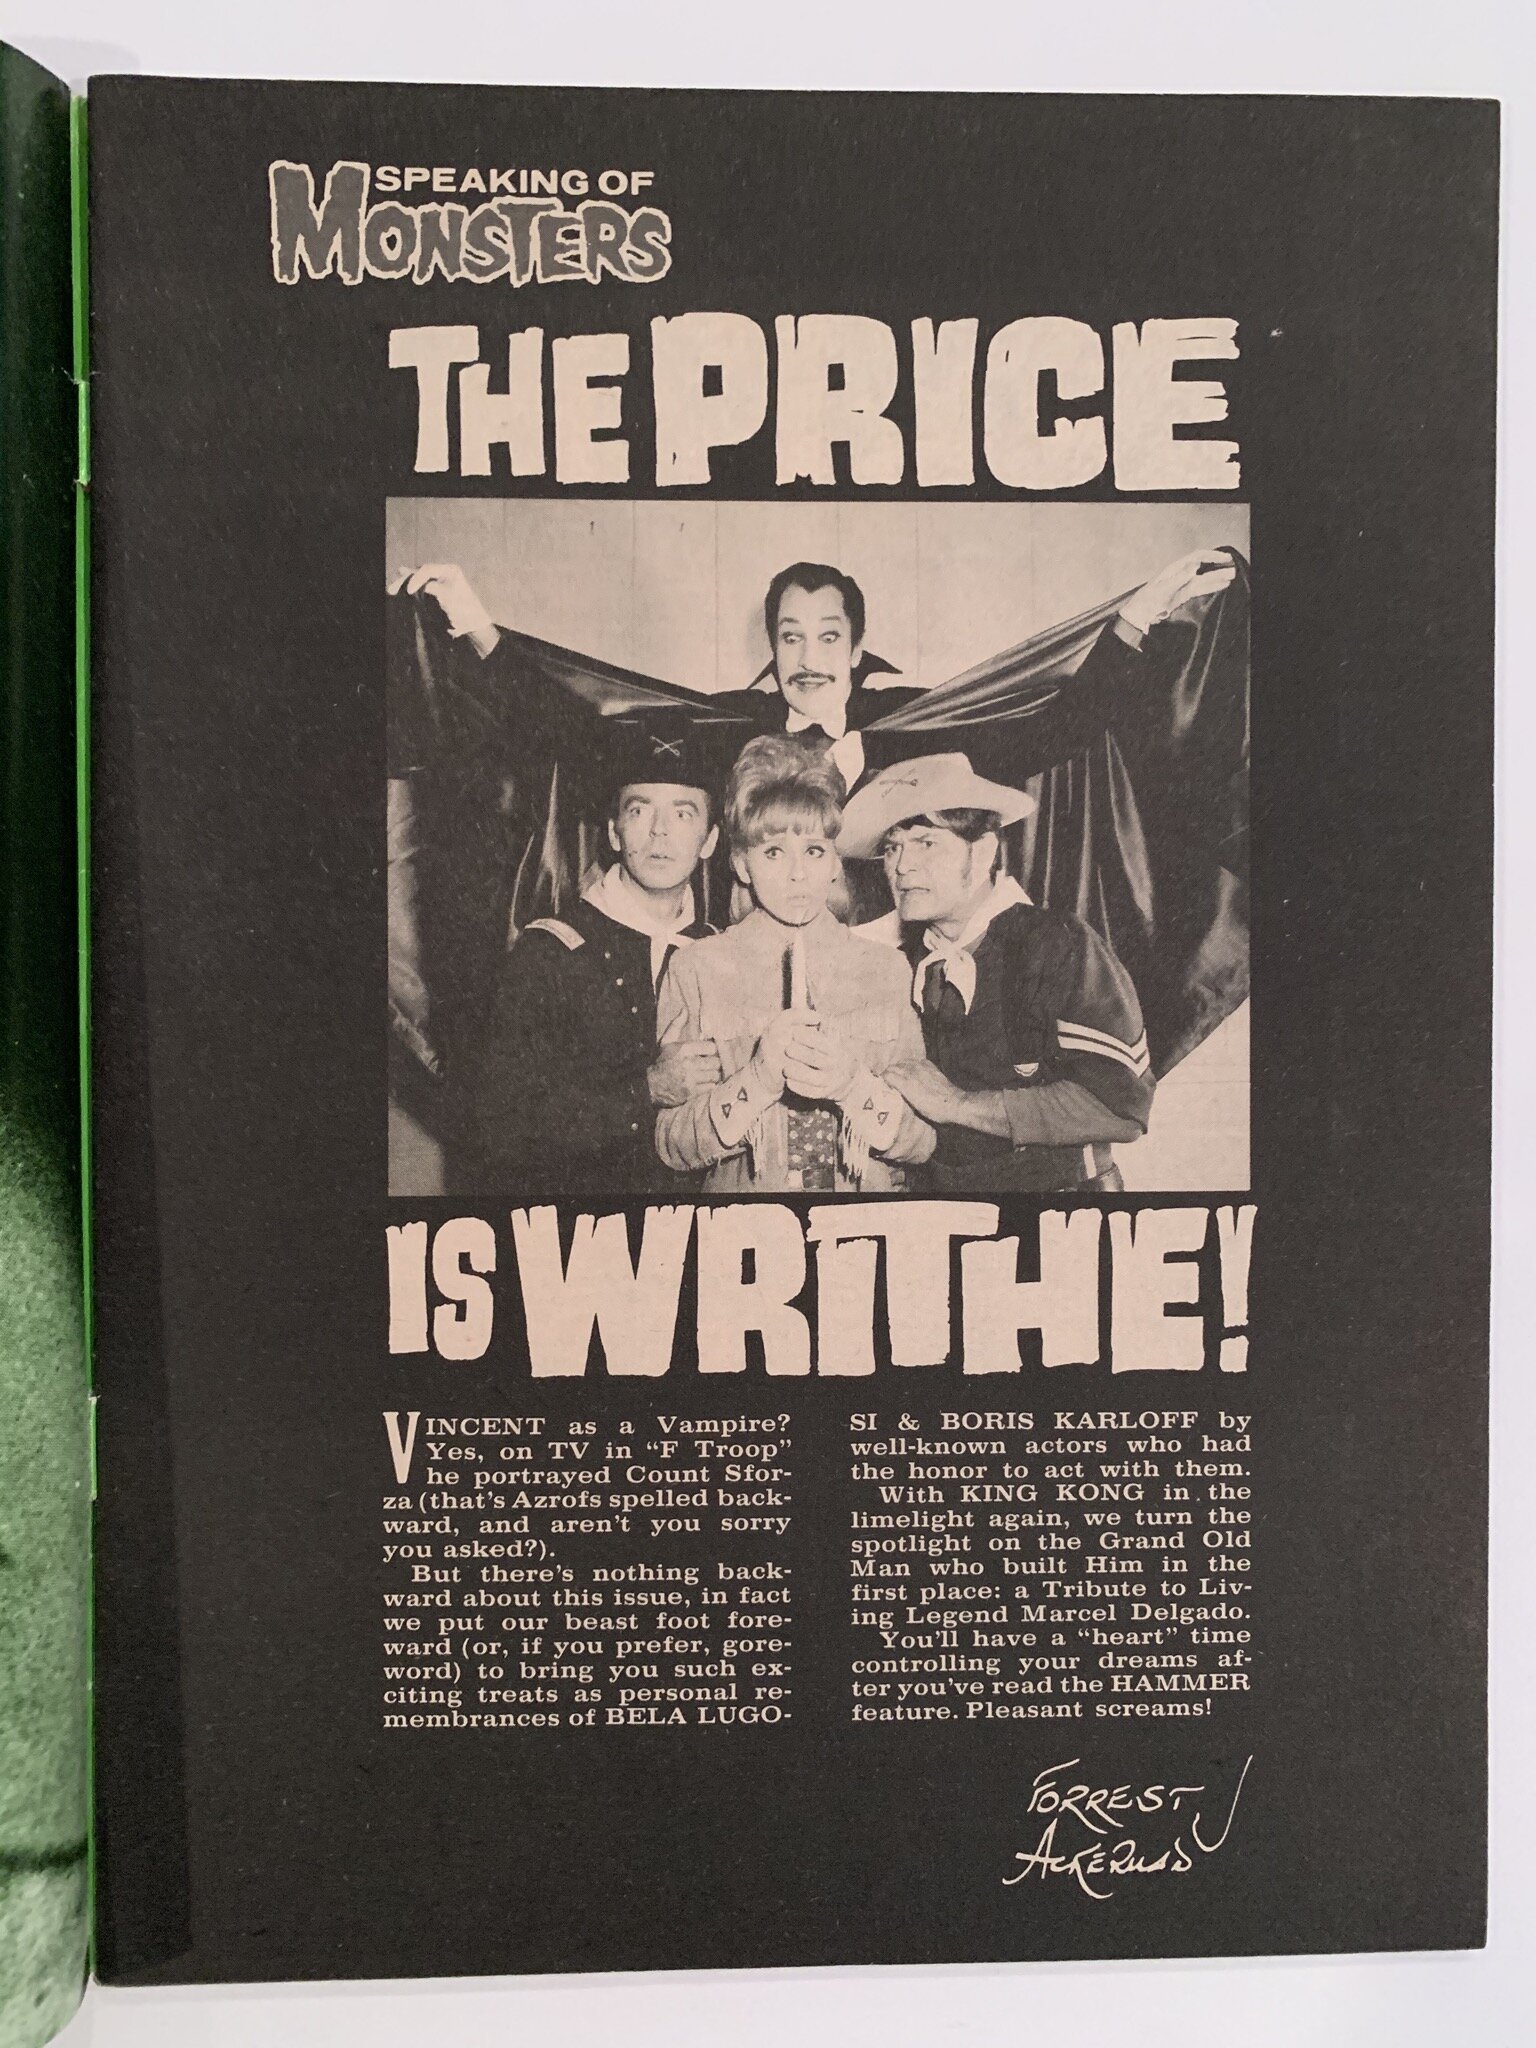 SPEAKING OF
MONSTERS
THE PRICE
IS WRITHE!
VINCENT as a Vampire?
Yes, on TV in “F Troop”
he portrayed Count Sfor-
za (that's Azrofs spelled back-
ward, and aren't you sorry
you asked?).
But there's nothing back-
ward about this issue, in fact
we put our beast foot fore-
ward (or, if you prefer, gore-
word) to bring you such ex-
citing treats as personal re-
membrances of BELA LUGO-
SI & BORIS KARLOFF by
well-known actors who had
the honor to act with them.
With KING KONG in the
limelight again, we turn the
spotlight on the Grand Old
Man who built Him in the
first place: a Tribute to Liv-
ing Legend Marcel Delgado.
You'll have a “heart” time
controlling your dreams af-
ter you've read the HAMMER
feature. Pleasant screams!
FORREST J
ACKERMAN